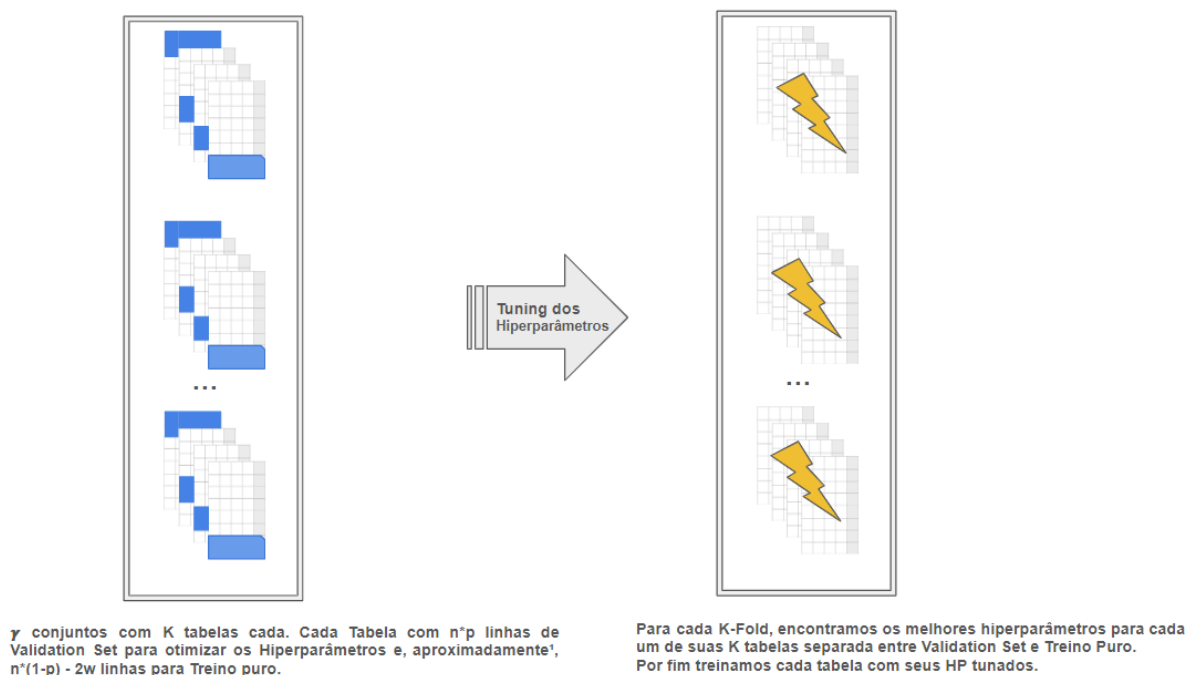 ...
Tuning dos
Hiperparâmetros
...
γ conjuntos com K tabelas cada. Cada Tabela com n*p linhas de
Validation Set para otimizar os Hiperparâmetros e, aproximadamente¹,
n*(1-p) - 2w linhas para Treino puro.
Para cada K-Fold, encontramos os melhores hiperparâmetros para cada
um de suas K tabelas separada entre Validation Set e Treino Puro.
Por fim treinamos cada tabela com seus HP tunados.